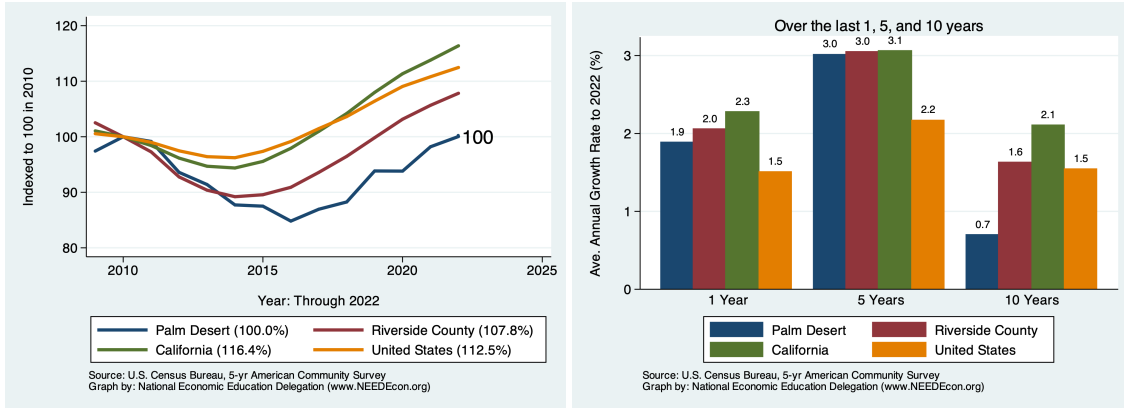 120
110
100
90
80
Indexed to 100 in 2010
100
2010
2015
2020
2025
Year: Through 2022
Palm Desert (100.0%)
Riverside County (107.8%)
California (116.4%)
United States (112.5%)
Source: U.S. Census Bureau, 5-yr American Community Survey
Graph by: National Economic Education Delegation (www.NEEDEcon.org)
Over the last 1, 5, and 10 years
3
2
1
0
Ave. Annual Growth Rate to 2022 (%)
1.9
2.0
2.3
1.5
3.0
3.0
3.1
2.2
0.7
1.6
2.1
1.5
1 Year
5 Years
10 Years
Palm Desert
Riverside County
California
United States
Source: U.S. Census Bureau, 5-yr American Community Survey
Graph by: National Economic Education Delegation (www.NEEDEcon.org)